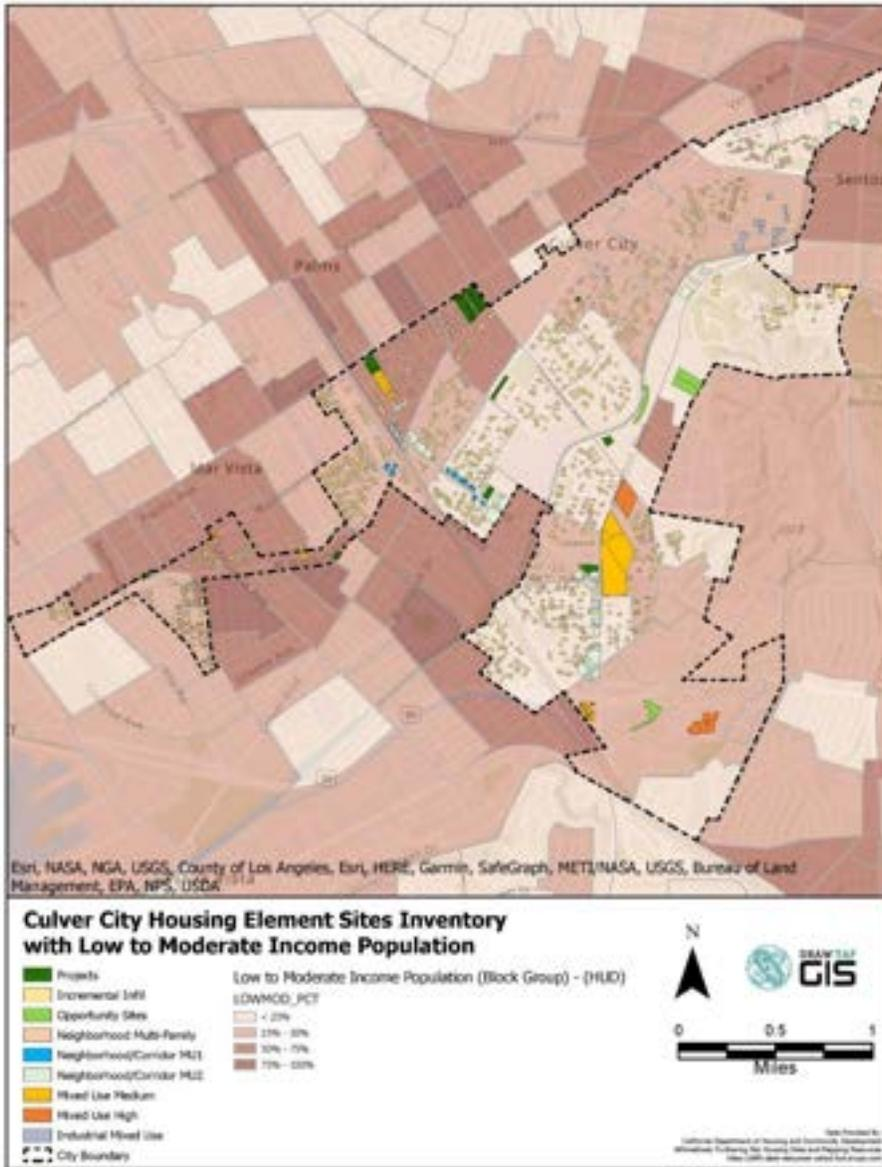 Palms
Culver City
Mar Vista
90
90
Esri, NASA, NGA, USGS, County of Los Angeles, Esri, HERE, Garmin, SafeGraph, METI/NASA, USGS, Bureau of Land
Management, EPA, NPS, USDA
Culver City Housing Element Sites Inventory
with Low to Moderate Income Population
Projects
Incremental Infill
Opportunity Sites
Neighborhood Multi-Family
Neighborhood/Corridor MU1
Neighborhood/Corridor MU2
Mixed Use Medium
Mixed Use High
Industrial Mixed Use
City Boundary
Low to Moderate Income Population (Block Group) - (HUD)
LOWMOD_PCT
< 25%
25% - 50%
50% - 75%
75% - 100%
N
DRAWTAP
GIS
0 0.5 1
Miles